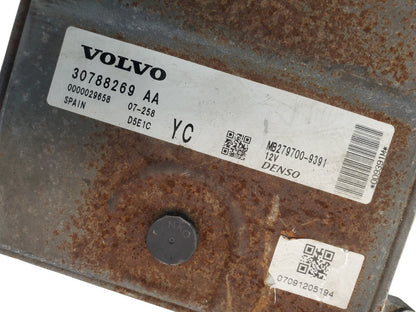 VOLVO
30788269 AA
0000029658 07-258
SPAIN D5E1C
YC
MB279700-9391
12V
DENSO
07091205194